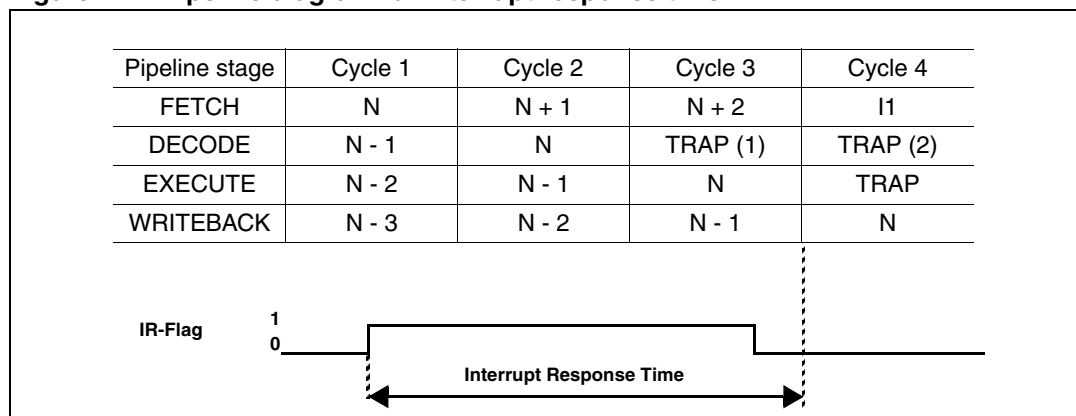 Pipeline stage Cycle 1 Cycle 2 Cycle 3 Cycle 4
FETCH N N + 1 N + 2 I1
DECODE N - 1 N TRAP (1) TRAP (2)
EXECUTE N - 2 N - 1 N TRAP
WRITEBACK N - 3 N - 2 N - 1 N
IR-Flag 1
0
Interrupt Response Time